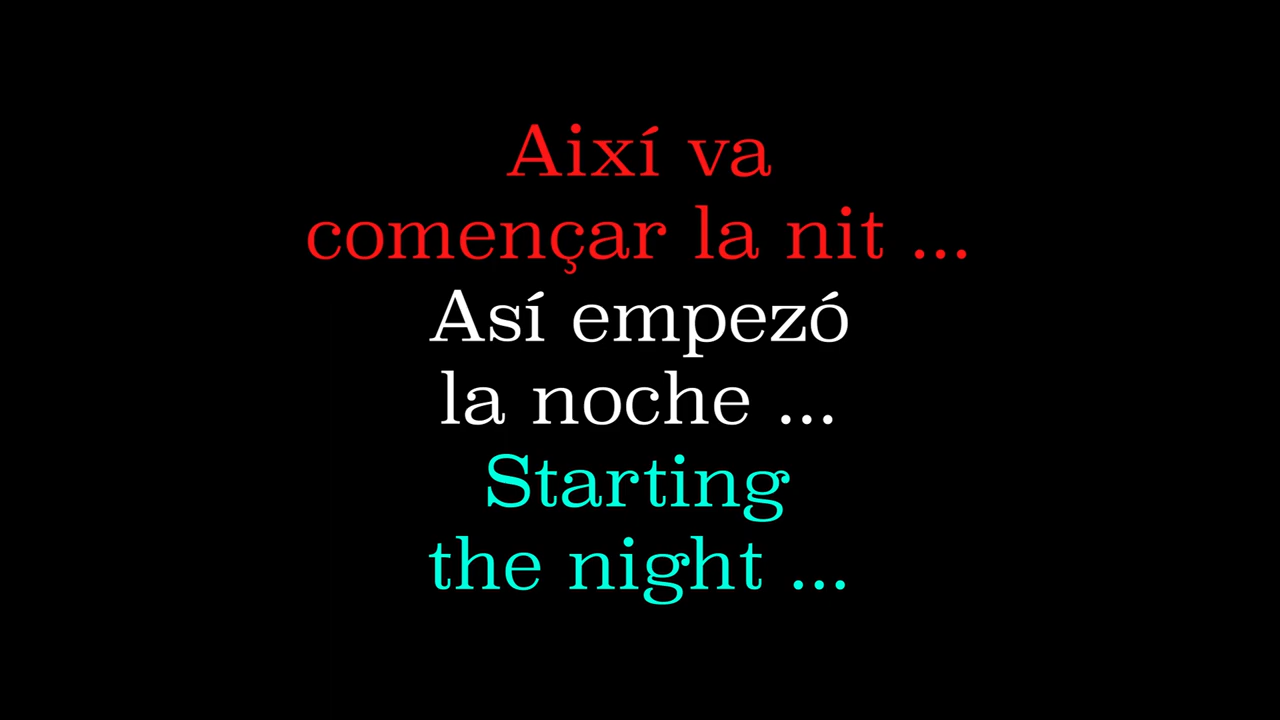 Així va
començar la nit ...
Así empezó
la noche ...
Starting
the night ...